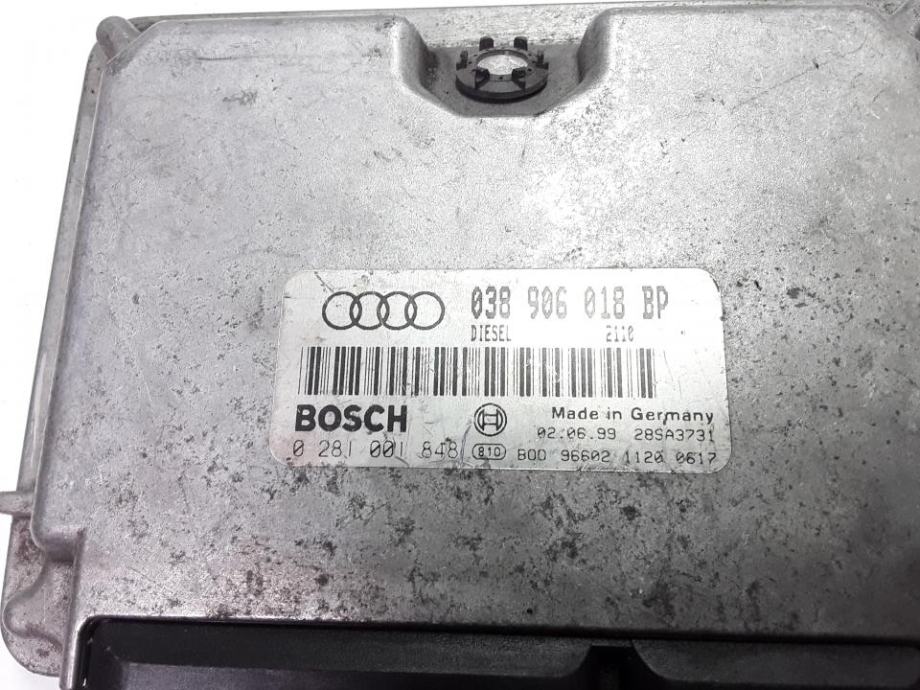 038 906 018 BP
DIESEL 2110
BOSCH
Made in Germany
02.06.99 28SA3731
0 281 001 848 810 B00 96602 1120 0617